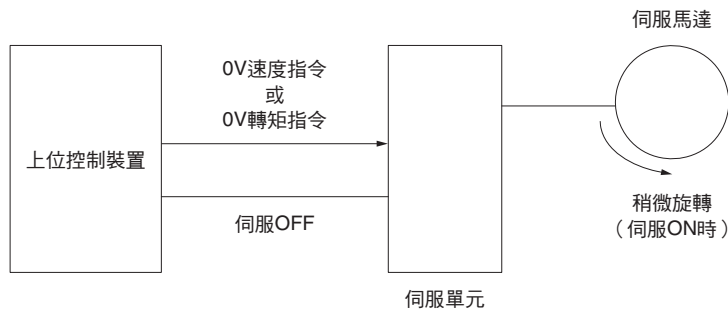 伺服馬達
0V速度指令
或
0V轉矩指令
上位控制裝置
伺服OFF
稍微旋轉
（伺服ON時）
伺服單元